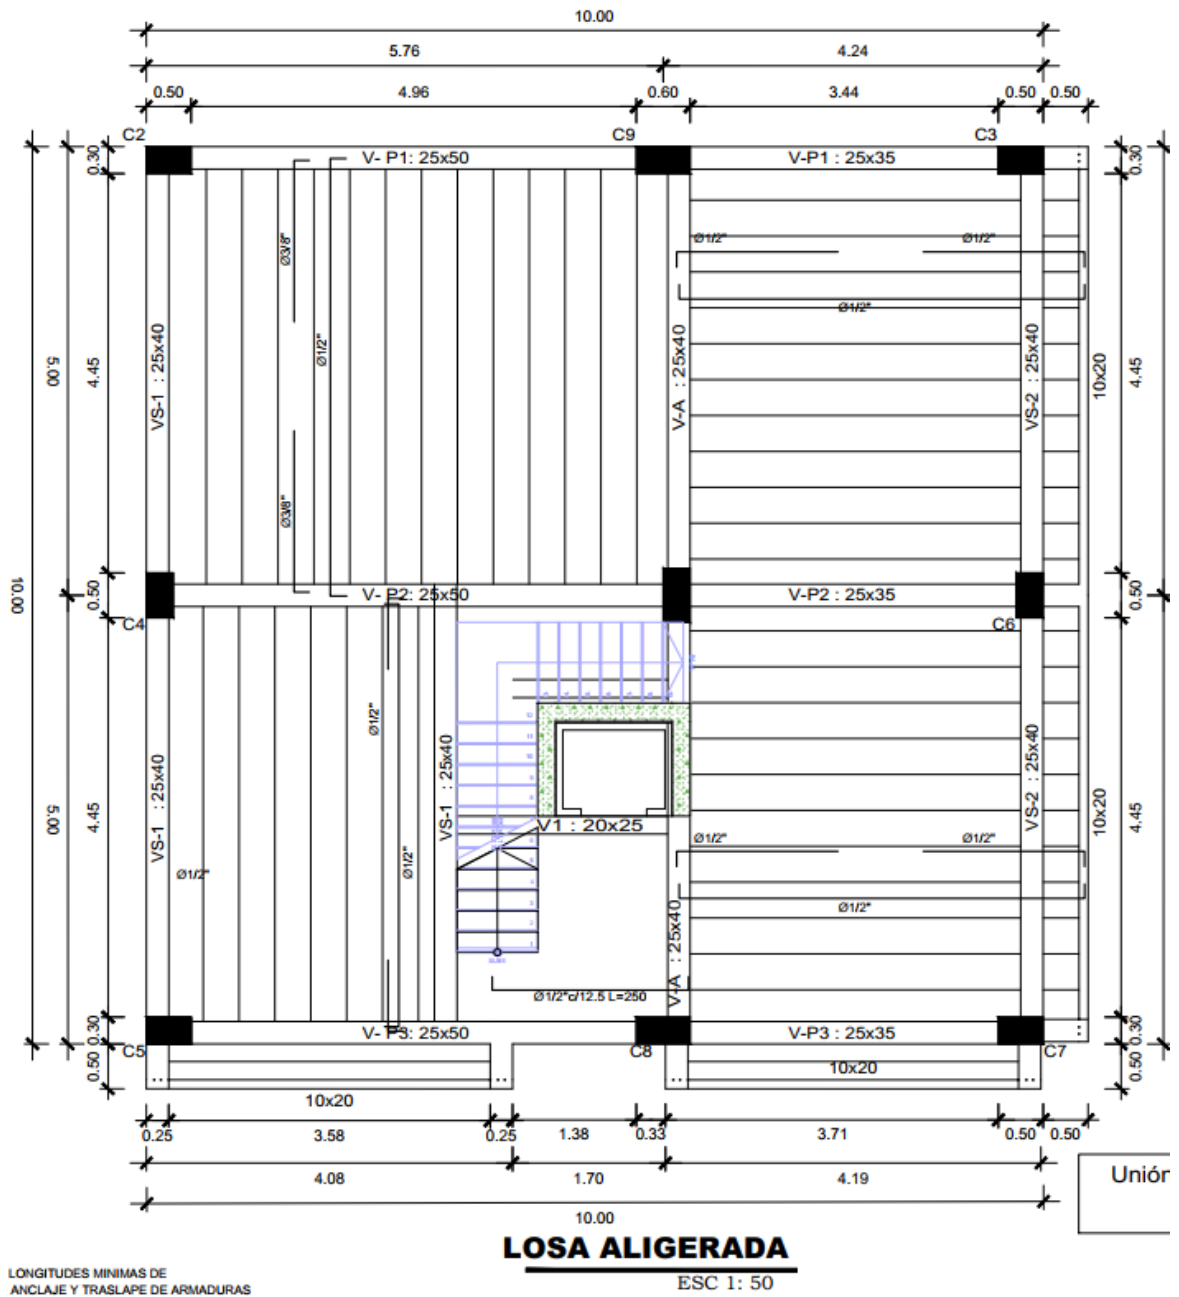 10.00
5.76
4.24
0.50
4.96
0.60
3.44
0.50
0.50
C2
C9
C3
0.30
V- P1: 25x50
V-P1 : 25x35
0.30
Ø3/8"
Ø1/2"
Ø1/2"
Ø1/2"
Ø1/2"
5.00
4.45
VS-1 : 25x40
V-A : 25x40
VS-2 : 25x40
10x20
4.45
Ø3/8"
10.00
0.50
V- P2: 25x50
V-P2 : 25x35
0.50
C4
C6
Ø1/2"
5.00
4.45
VS-1 : 25x40
VS-1 : 25x40
V1 : 20x25
VS-2 : 25x40
10x20
4.45
Ø1/2"
Ø1/2"
Ø1/2"
Ø1/2"
Ø1/2"
V-A : 25x40
Ø1/2"c/12.5 L=250
0.30
V- P3: 25x50
V-P3 : 25x35
0.30
C5
C8
C7
0.50
10x20
10x20
0.50
0.25
3.58
0.25
1.38
0.33
3.71
0.50
0.50
4.08
1.70
4.19
Unión
10.00
LOSA ALIGERADA
ESC 1: 50
LONGITUDES MINIMAS DE
ANCLAJE Y TRASLAPE DE ARMADURAS